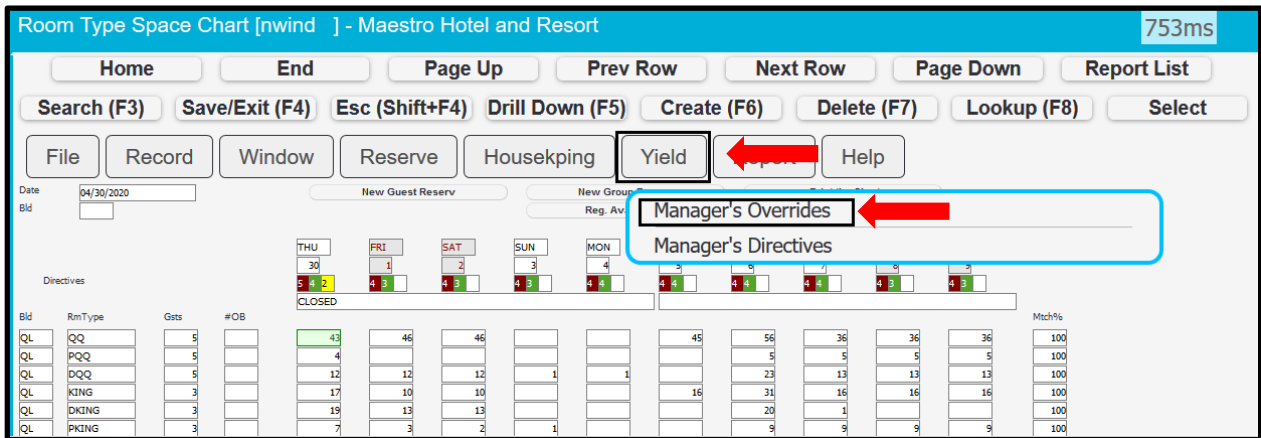 Room Type Space Chart [nwind ] - Maestro Hotel and Resort 753ms
Home End Page Up Prev Row Next Row Page Down Report List
Search (F3) Save/Exit (F4) Esc (Shift+F4) Drill Down (F5) Create (F6) Delete (F7) Lookup (F8) Select
File Record Window Reserve Housekping Yield Help
Date 04/30/2020 New Guest Reserv New Group
Bld Reg. Av
Manager's Overrides
Manager's Directives
THU FRI SAT SUN MON
30 1 2 3 4 5 6 7 8 9
Directives 5 4 2 4 3 4 3 4 3 4 4 4 4 4 4 4 4 4 3 4 3
CLOSED
Bld RmType Gsts #OB Mtch%
QL QQ 5 43 46 46 45 56 36 36 36 100
QL PQQ 5 4 5 5 5 5 100
QL DQQ 5 12 12 12 1 1 23 13 13 13 100
QL KING 3 17 10 10 16 31 16 16 16 100
QL DKING 3 19 13 13 20 1 100
QL PKING 3 7 3 2 1 9 9 9 9 100